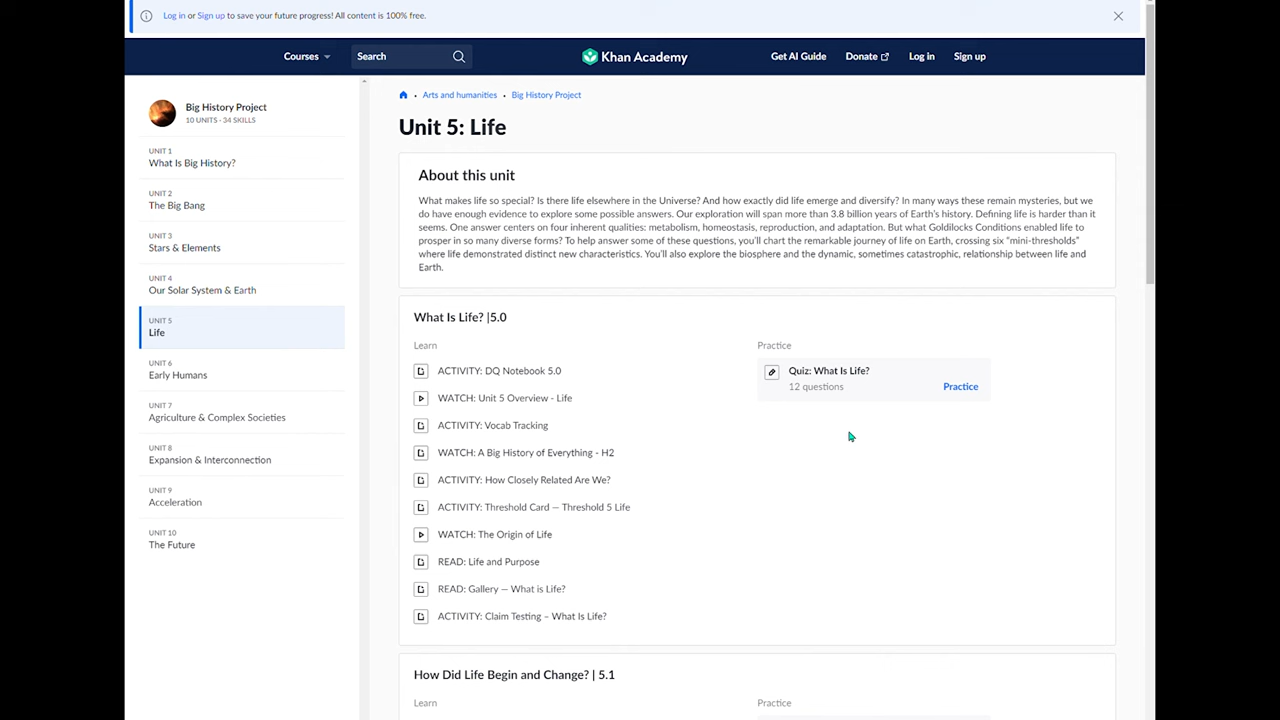 Log in or Sign up to save your future progress! All content is 100% free.
Courses
Search
Khan Academy
Get AI Guide
Donate
Log in
Sign up
Big History Project
10 UNITS · 34 SKILLS
UNIT 1
What Is Big History?
UNIT 2
The Big Bang
UNIT 3
Stars & Elements
UNIT 4
Our Solar System & Earth
UNIT 5
Life
UNIT 6
Early Humans
UNIT 7
Agriculture & Complex Societies
UNIT 8
Expansion & Interconnection
UNIT 9
Acceleration
UNIT 10
The Future
Arts and humanities • Big History Project
Unit 5: Life
About this unit
What makes life so special? Is there life elsewhere in the Universe? And how exactly did life emerge and diversify? In many ways these remain mysteries, but we
do have enough evidence to explore some possible answers. Our exploration will span more than 3.8 billion years of Earth's history. Defining life is harder than it
seems. One answer centers on four inherent qualities: metabolism, homeostasis, reproduction, and adaptation. But what Goldilocks Conditions enabled life to
prosper in so many diverse forms? To help answer some of these questions, you'll chart the remarkable journey of life on Earth, crossing six "mini-thresholds"
where life demonstrated distinct new characteristics. You'll also explore the biosphere and the dynamic, sometimes catastrophic, relationship between life and
Earth.
What Is Life? |5.0
Learn
ACTIVITY: DQ Notebook 5.0
WATCH: Unit 5 Overview - Life
ACTIVITY: Vocab Tracking
WATCH: A Big History of Everything - H2
ACTIVITY: How Closely Related Are We?
ACTIVITY: Threshold Card — Threshold 5 Life
WATCH: The Origin of Life
READ: Life and Purpose
READ: Gallery — What is Life?
ACTIVITY: Claim Testing – What Is Life?
Practice
Quiz: What Is Life?
12 questions
Practice
How Did Life Begin and Change? | 5.1
Learn
Practice